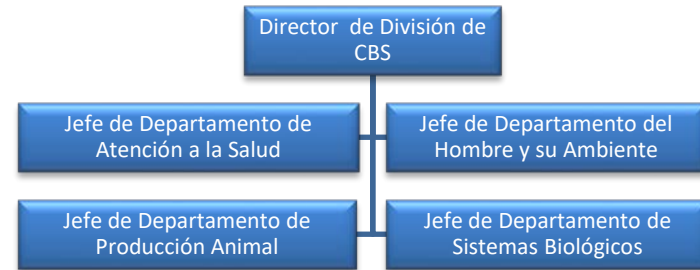 Director de División de
CBS
Jefe de Departamento de
Atención a la Salud
Jefe de Departamento del
Hombre y su Ambiente
Jefe de Departamento de
Producción Animal
Jefe de Departamento de
Sistemas Biológicos